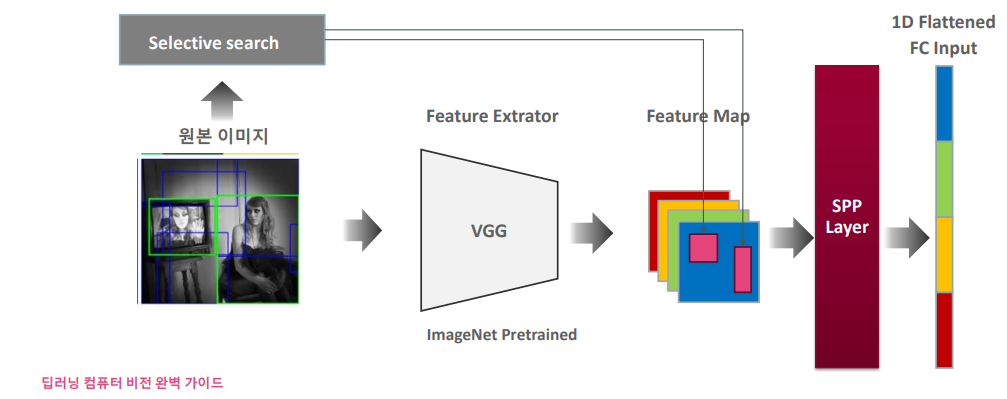 Selective search
원본 이미지
Feature Extrator
VGG
ImageNet Pretrained
Feature Map
SPP
Layer
1D Flattened
FC Input
딥러닝 컴퓨터 비전 완벽 가이드